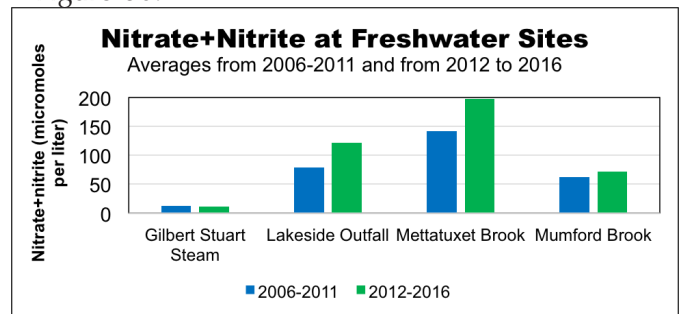 Nitrate+Nitrite at Freshwater Sites
Averages from 2006-2011 and from 2012 to 2016
Nitrate+nitrite (micromoles
per liter)
200
150
100
50
0
Gilbert Stuart
Steam
Lakeside Outfall
Mettatuxet Brook
Mumford Brook
2006-2011
2012-2016